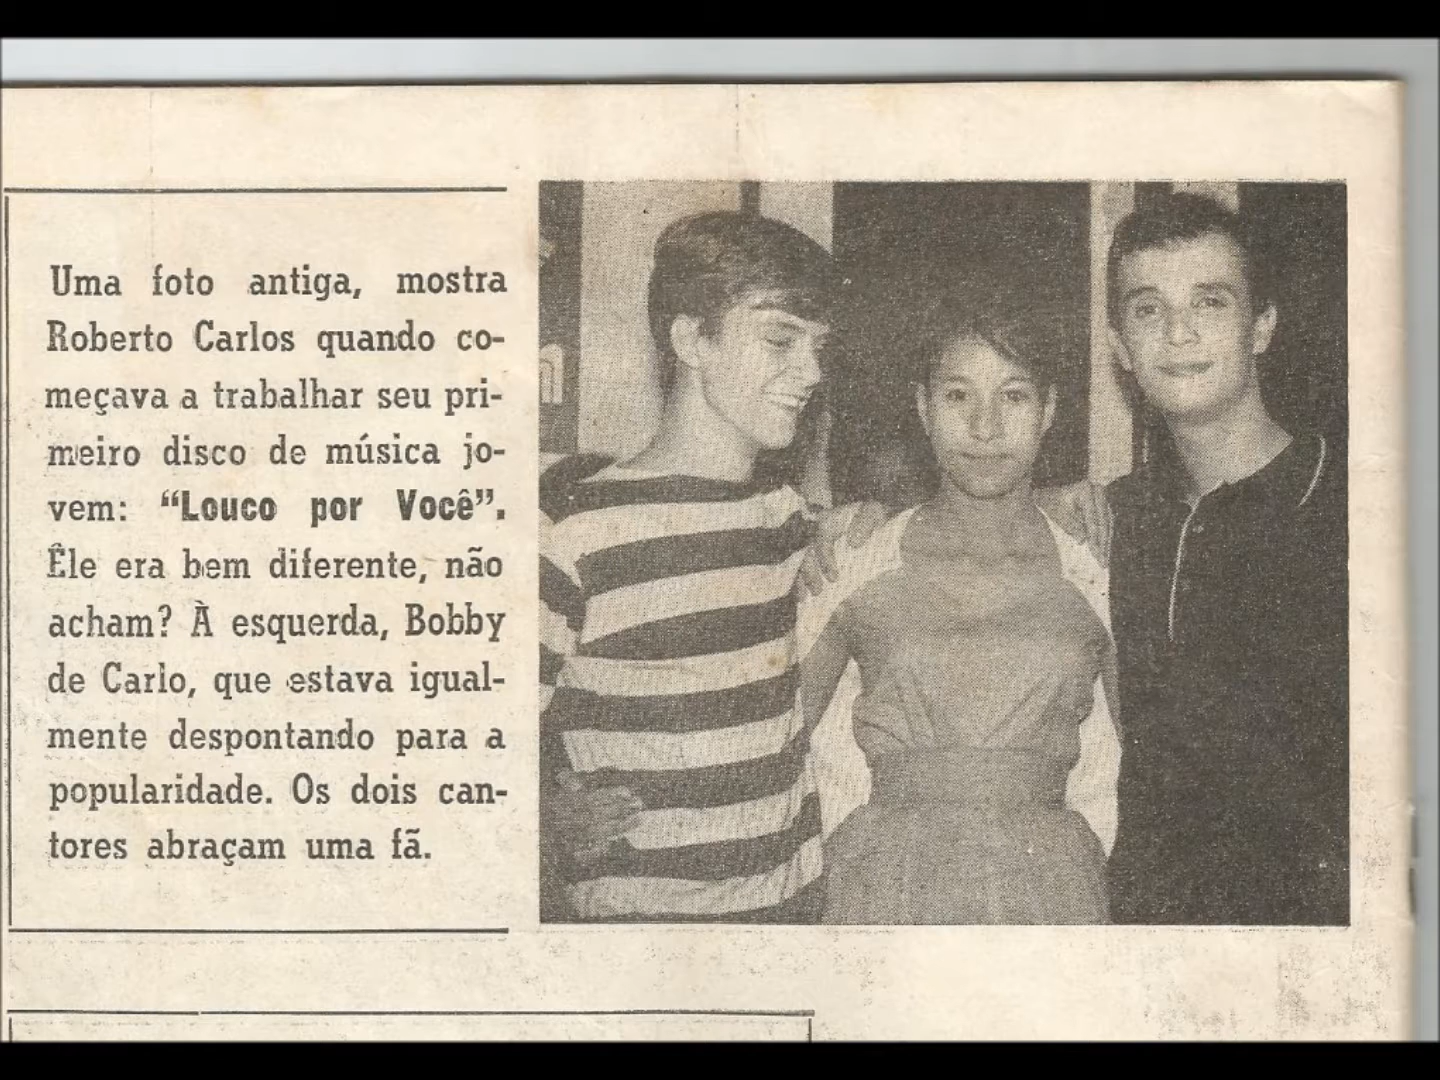 Uma foto antiga, mostra
Roberto Carlos quando co-
meçava a trabalhar seu pri-
meiro disco de música jo-
vem: “Louco por Você”.
Êle era bem diferente, não
acham? À esquerda, Bobby
de Carlo, que estava igual-
mente despontando para a
popularidade. Os dois can-
tores abraçam uma fã.